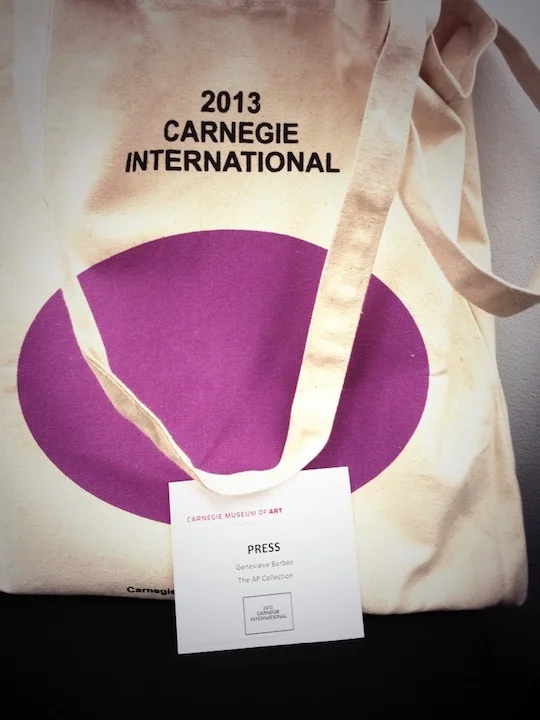 2013
CARNEGIE
INTERNATIONAL
CARNEGIE MUSEUM OF ART
PRESS
Genevieve Barbee
The AP Collection
2013
CARNEGIE
INTERNATIONAL
Carnegie